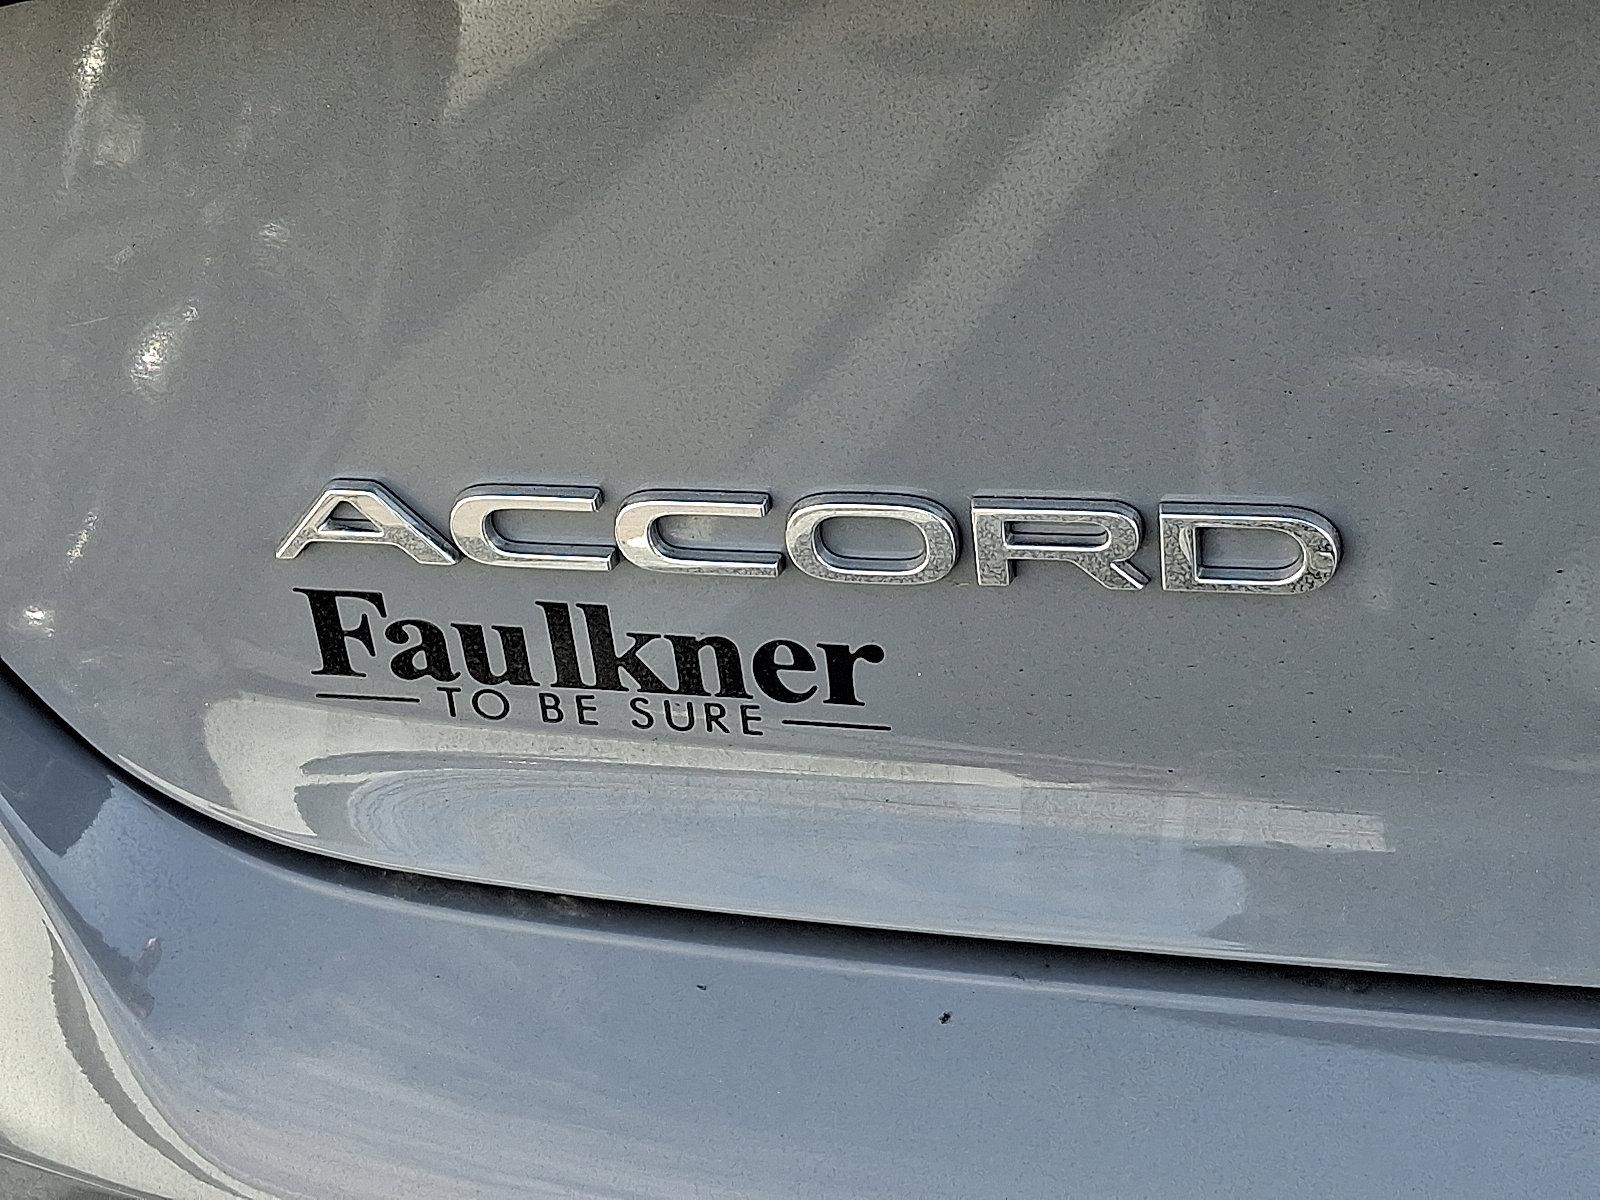 ACCORD
Faulkner
TO BE SURE